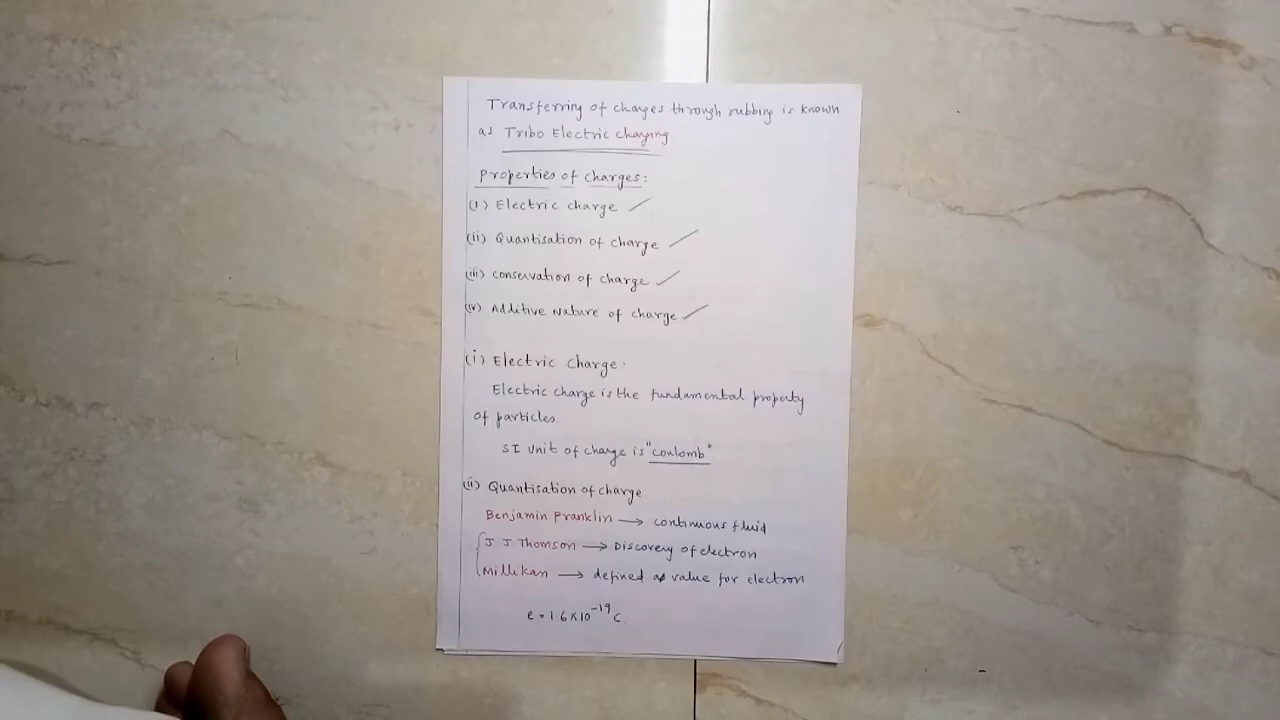 Transferring of charges through rubbing is known
as Tribo Electric charging
Properties of charges:
(i) Electric charge
(ii) Quantisation of charge
(iii) conservation of charge
(iv) Additive Nature of charge
(i) Electric charge.
Electric charge is the fundamental property
of particles.
SI Unit of charge is "coulomb"
(ii) Quantisation of charge
Benjamin Pranklin → continuous fluid
J J Thomson → Discovery of electron
Millikan → defined a value for electron
e = 1.6×10⁻¹⁹ C.